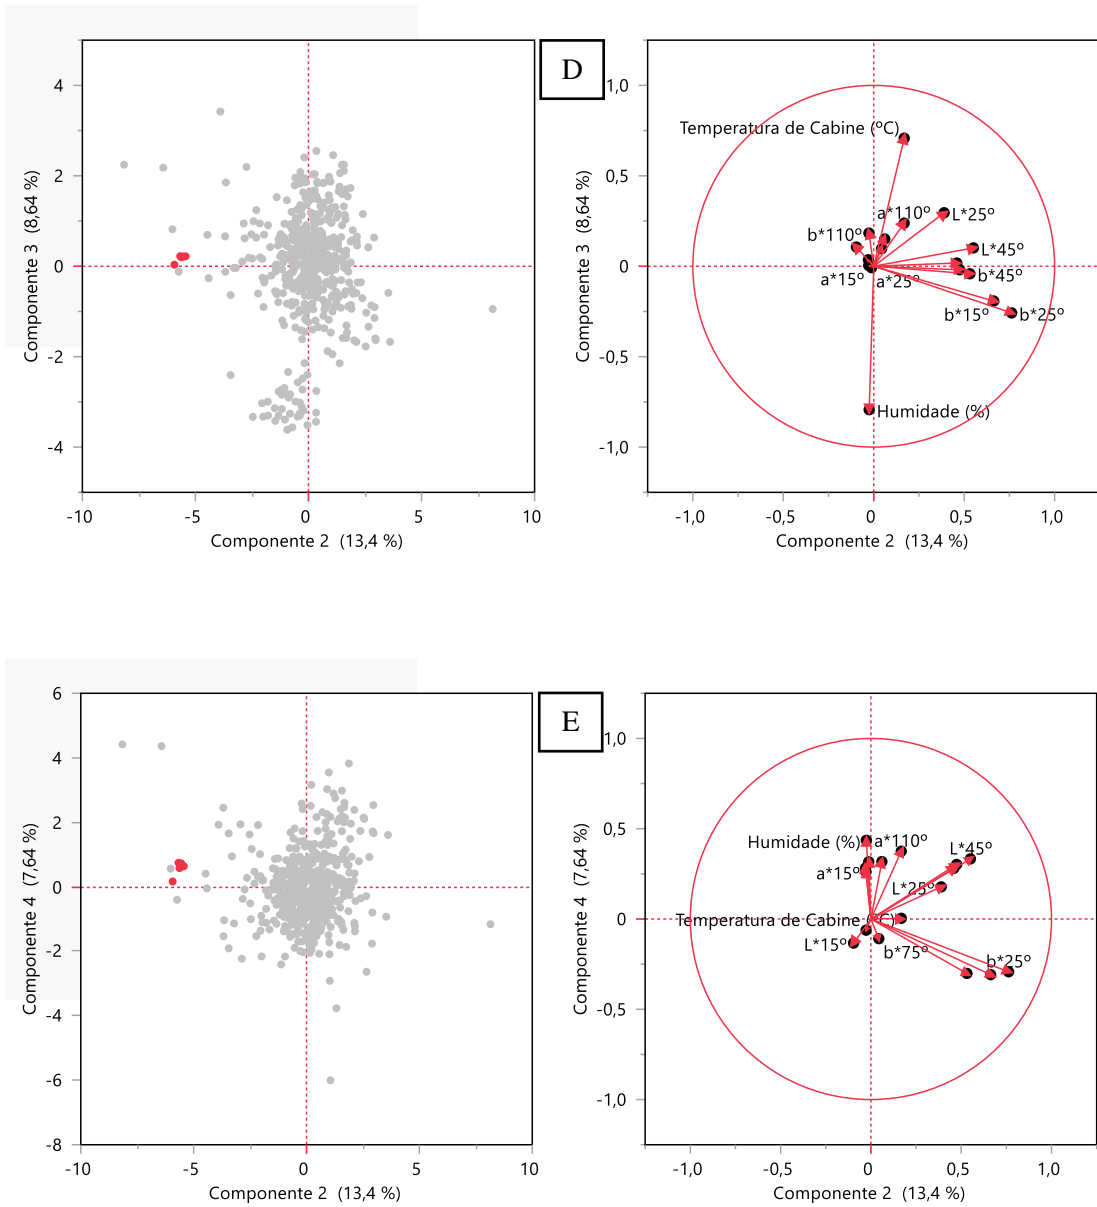 D
4
2
0
-2
-4
Componente 3 (8,64 %)
-10
-5
0
5
10
Componente 2 (13,4 %)
1,0
0,5
0
-0,5
-1,0
Componente 3 (8,64 %)
Temperatura de Cabine (ºC)
a*110º
L*25º
b*110º
L*45º
a*15º
a*25º
b*45º
b*15º
b*25º
Humidade (%)
-1,0
-0,5
0
0,5
1,0
Componente 2 (13,4 %)
E
6
4
2
0
-2
-4
-6
-8
Componente 4 (7,64 %)
-10
-5
0
5
10
Componente 2 (13,4 %)
1,0
0,5
0
-0,5
-1,0
Componente 4 (7,64 %)
Humidade (%)
a*110º
L*45º
a*15º
L*25º
Temperatura de Cabine (ºC)
L*15º
b*75º
b*25º
-1,0
-0,5
0
0,5
1,0
Componente 2 (13,4 %)